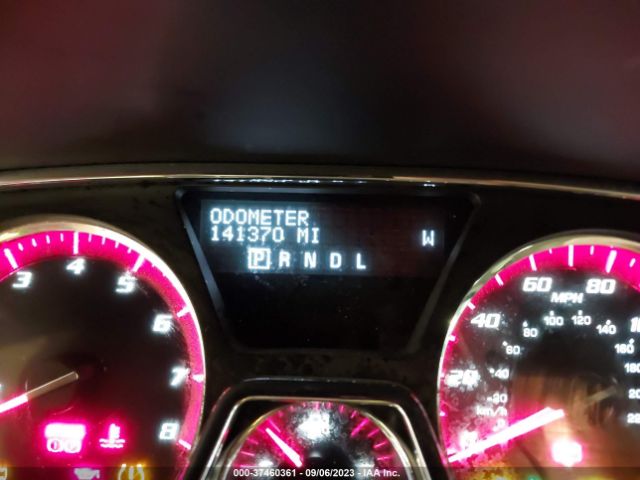 ODOMETER
141370 MI W
P R N D L
3 4 5 6 7 8
20 40 60 80
MPH
20 40 60 80 100 120 140 160 180
km/h
000-37460361 - 09/06/2023 - IAA Inc.